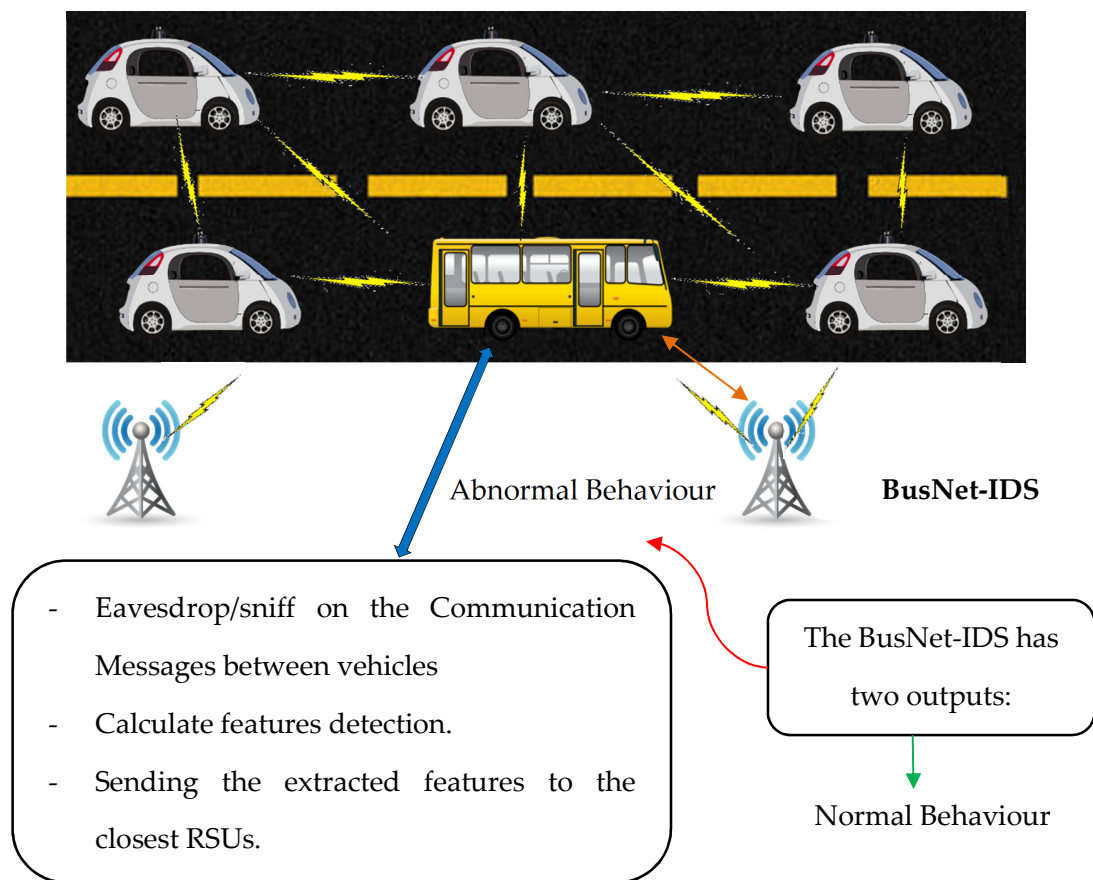 Abnormal Behaviour
BusNet-IDS
- Eavesdrop/sniff on the Communication
Messages between vehicles
- Calculate features detection.
- Sending the extracted features to the
closest RSUs.
The BusNet-IDS has
two outputs:
Normal Behaviour